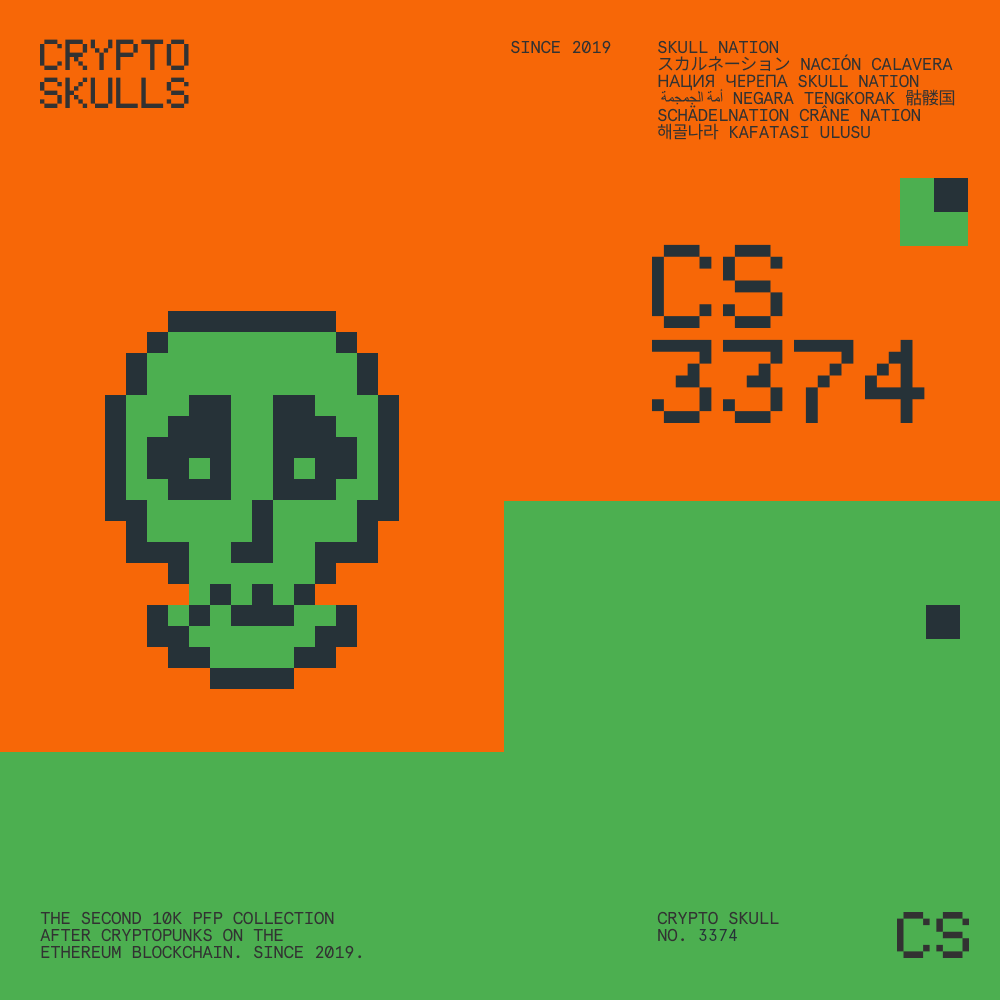 CRYPTO
SKULLS
SINCE 2019
SKULL NATION
スカルネーション NACIÓN CALAVERA
НАЦИЯ ЧЕРЕПА SKULL NATION
أمة الجمجمة NEGARA TENGKORAK 骷髅国
SCHÄDELNATION CRÂNE NATION
해골나라 KAFATASI ULUSU
CS
3374
THE SECOND 10K PFP COLLECTION
AFTER CRYPTOPUNKS ON THE
ETHEREUM BLOCKCHAIN. SINCE 2019.
CRYPTO SKULL
NO. 3374
CS